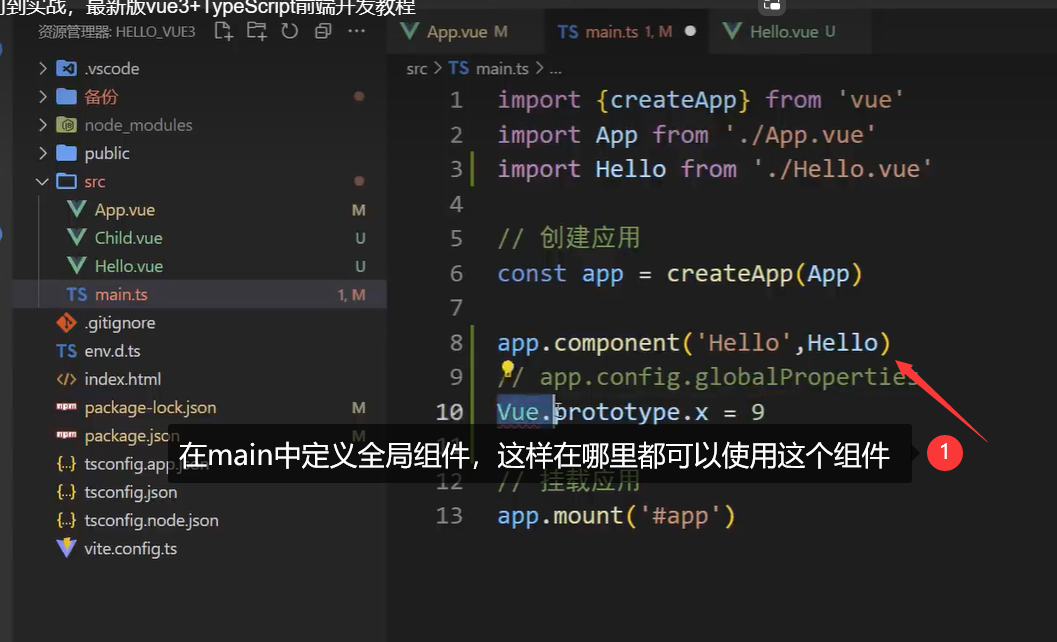 到实战，最新版vue3+TypeScript前端开发教程
资源管理器: HELLO_VUE3
.vscode
备份
node_modules
public
src
App.vue M
Child.vue U
Hello.vue U
main.ts 1, M
.gitignore
env.d.ts
index.html
package-lock.json M
package.json M
tsconfig.app.json
tsconfig.json
tsconfig.node.json
vite.config.ts
App.vue M
TS main.ts 1, M
Hello.vue U
src > TS main.ts > ...
1 import {createApp} from 'vue'
2 import App from './App.vue'
3 import Hello from './Hello.vue'
4
5 // 创建应用
6 const app = createApp(App)
7
8 app.component('Hello',Hello)
9 // app.config.globalProperties
10 Vue.prototype.x = 9
在main中定义全局组件，这样在哪里都可以使用这个组件
1
12 // 挂载应用
13 app.mount('#app')